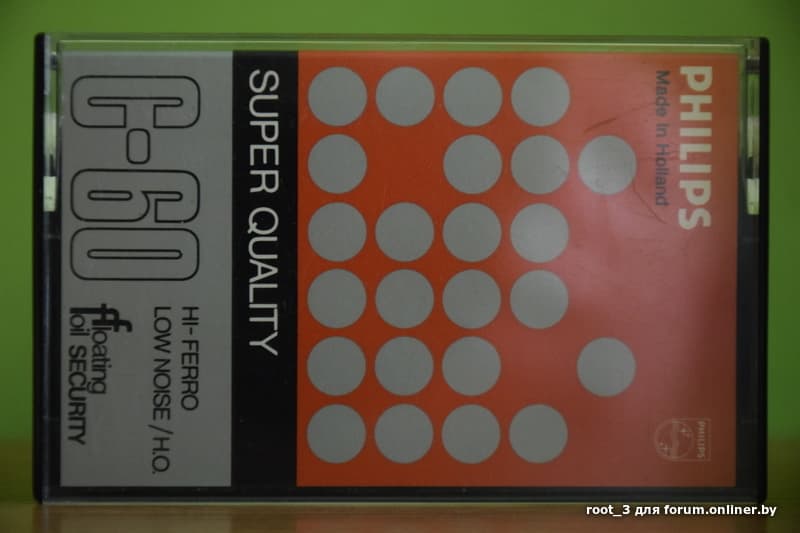 PHILIPS
Made in Holland
PHILIPS
SUPER QUALITY
C-60
HI-FERRO
LOW NOISE / H.O.
floating
foil SECURITY
root_3 для forum.onliner.by